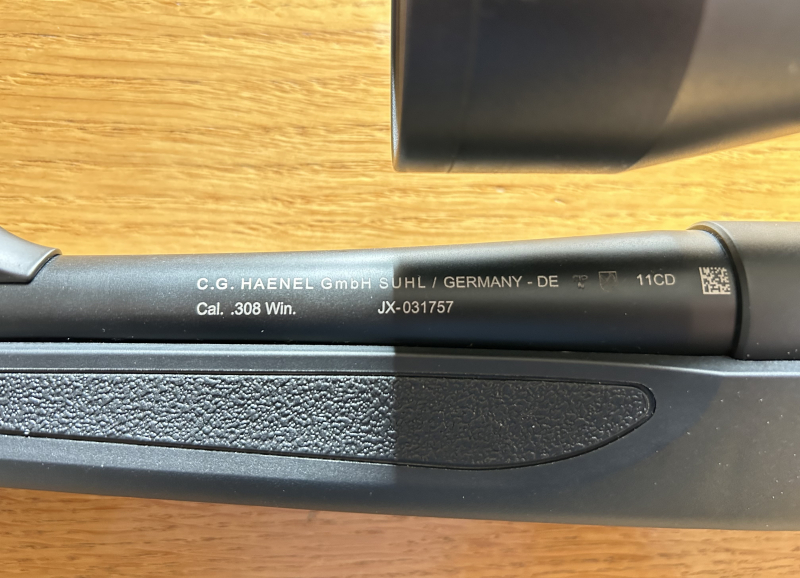 C.G. HAENEL GmbH SUHL / GERMANY - DE 11CD
Cal. .308 Win. JX-031757